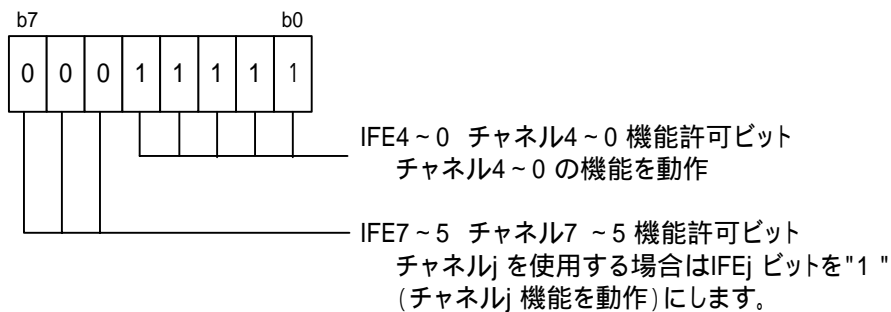 b7 b0
0 0 0 1 1 1 1 1
IFE4~0 チャネル4~0 機能許可ビット
チャネル4~0 の機能を動作
IFE7~5 チャネル7 ~5 機能許可ビット
チャネルj を使用する場合はIFEj ビットを"1 "
(チャネルj 機能を動作)にします。